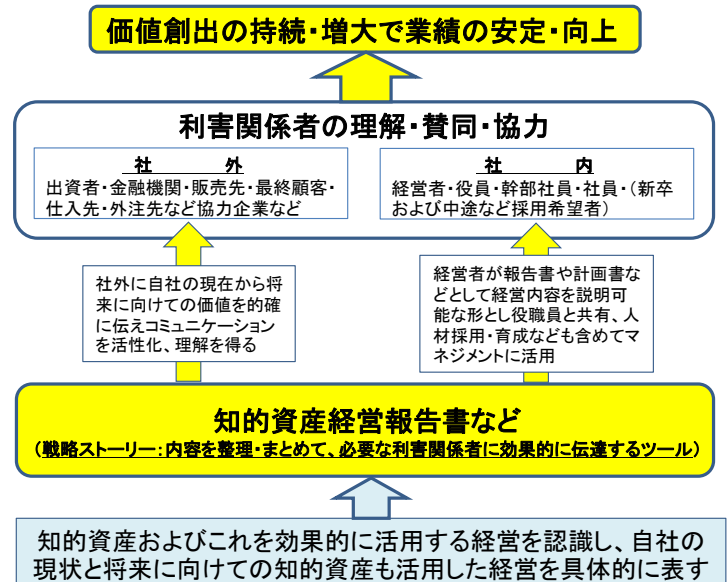 価値創出の持続・増大で業績の安定・向上
利害関係者の理解・賛同・協力
社　　　外
出資者・金融機関・販売先・最終顧客・
仕入先・外注先など協力企業など
社　　　内
経営者・役員・幹部社員・社員・(新卒
および中途など採用希望者)
社外に自社の現在から将
来に向けての価値を的確
に伝えコミュニケーション
を活性化、理解を得る
経営者が報告書や計画書な
どとして経営内容を説明可
能な形とし役職員と共有、人
材採用・育成なども含めてマ
ネジメントに活用
知的資産経営報告書など
(戦略ストーリー:内容を整理・まとめて、必要な利害関係者に効果的に伝達するツール)
知的資産およびこれを効果的に活用する経営を認識し、自社の
現状と将来に向けての知的資産も活用した経営を具体的に表す